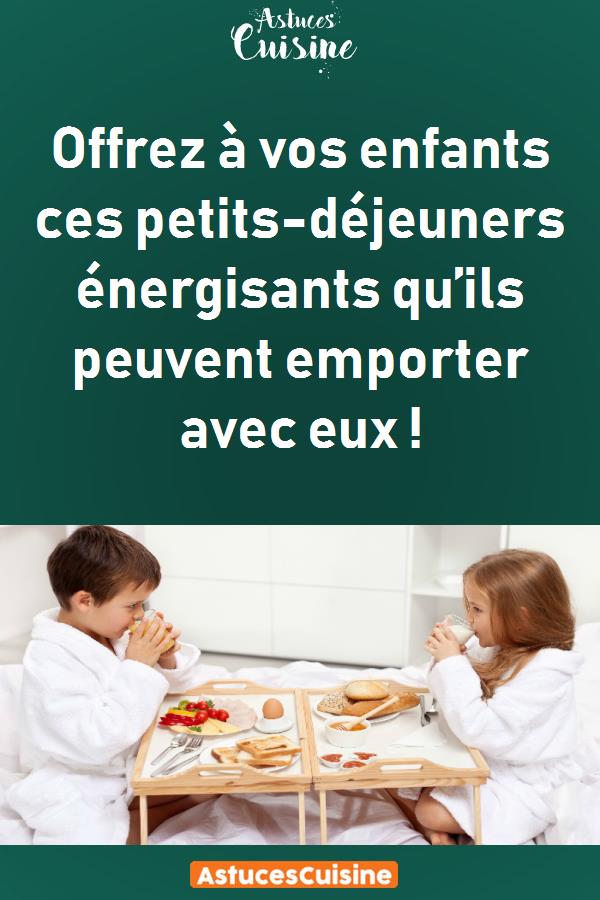 Astuces
Cuisine
Offrez à vos enfants
ces petits-déjeuners
énergisants qu'ils
peuvent emporter
avec eux !
AstucesCuisine